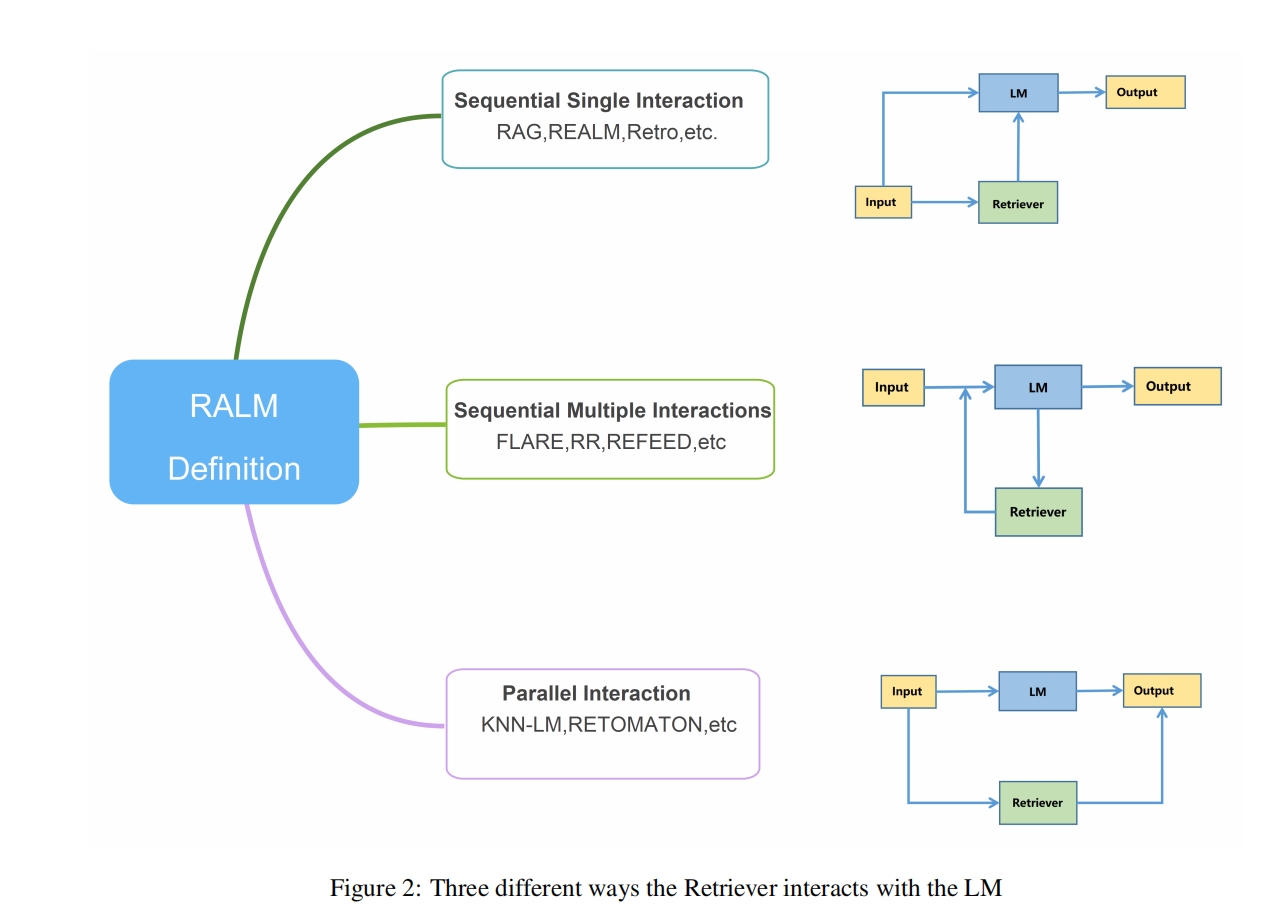 Sequential Single Interaction
RAG,REALM,Retro,etc.
LM
Output
Input
Retriever
RALM
Definition
Sequential Multiple Interactions
FLARE,RR,REFEED,etc
Input
LM
Output
Retriever
Parallel Interaction
KNN-LM,RETOMATON,etc
Input
LM
Output
Retriever
Figure 2: Three different ways the Retriever interacts with the LM